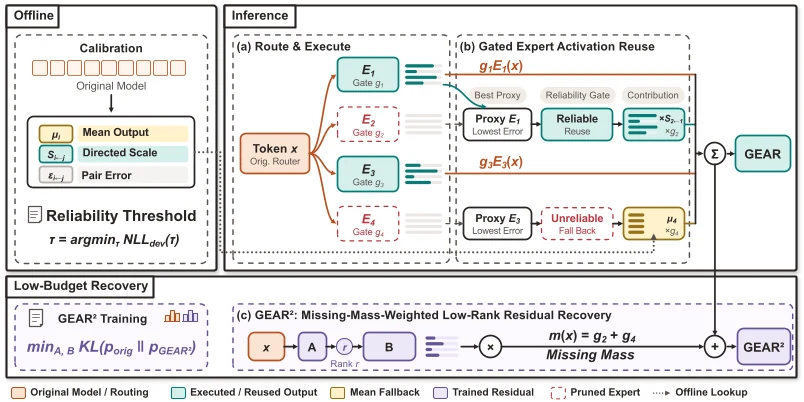 Offline
Calibration
Original Model
μᵢ Mean Output
Sᵢ←ⱼ Directed Scale
εᵢ←ⱼ Pair Error
Reliability Threshold
τ = argminτ NLLdev(τ)
Inference
(a) Route & Execute
Token x
Orig. Router
E₁
Gate g₁
E₂
Gate g₂
E₃
Gate g₃
E₄
Gate g₄
(b) Gated Expert Activation Reuse
g₁E₁(x)
Best Proxy
Reliability Gate
Contribution
Proxy E₁
Lowest Error
Reliable
Reuse
×S₂←₁
×g₂
g₃E₃(x)
Proxy E₃
Lowest Error
Unreliable
Fall Back
μ₄
×g₄
Σ
GEAR
Low-Budget Recovery
GEAR² Training
min_A, B KL(p_orig || p_GEAR²)
(c) GEAR²: Missing-Mass-Weighted Low-Rank Residual Recovery
x
A
r
Rank r
B
×
m(x) = g₂ + g₄
Missing Mass
+
GEAR²
Original Model / Routing
Executed / Reused Output
Mean Fallback
Trained Residual
Pruned Expert
Offline Lookup